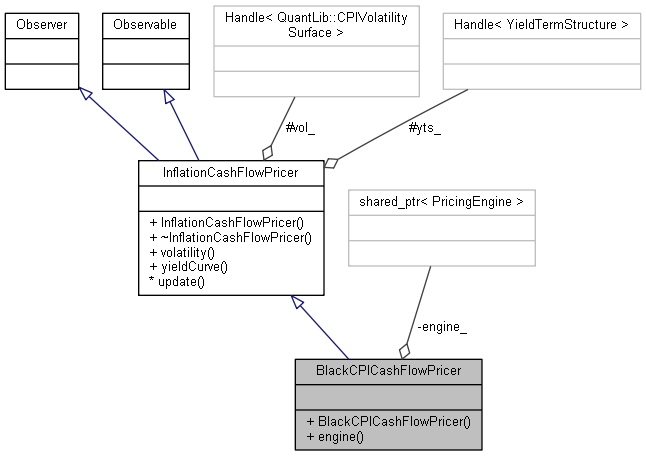 Observer
Observable
Handle< QuantLib::CPIVolatility
Surface >
Handle< YieldTermStructure >
#vol_
#yts_
InflationCashFlowPricer
+ InflationCashFlowPricer()
+ ~InflationCashFlowPricer()
+ volatility()
+ yieldCurve()
* update()
shared_ptr< PricingEngine >
-engine_
BlackCPICashFlowPricer
+ BlackCPICashFlowPricer()
+ engine()